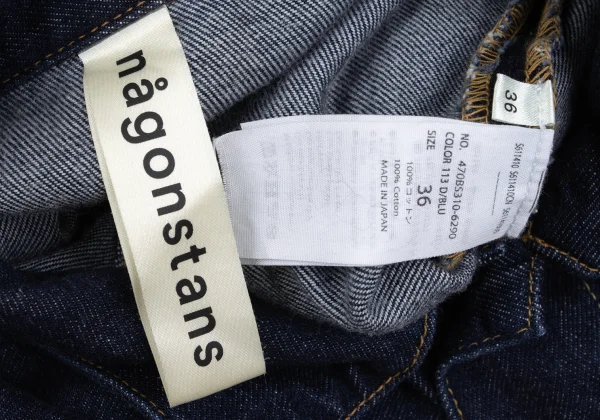 någonstans
36
NO. 470BS310-6290
COLOR 113 D/BLU
SIZE 36
100% コットン
100% Cotton
MADE IN JAPAN